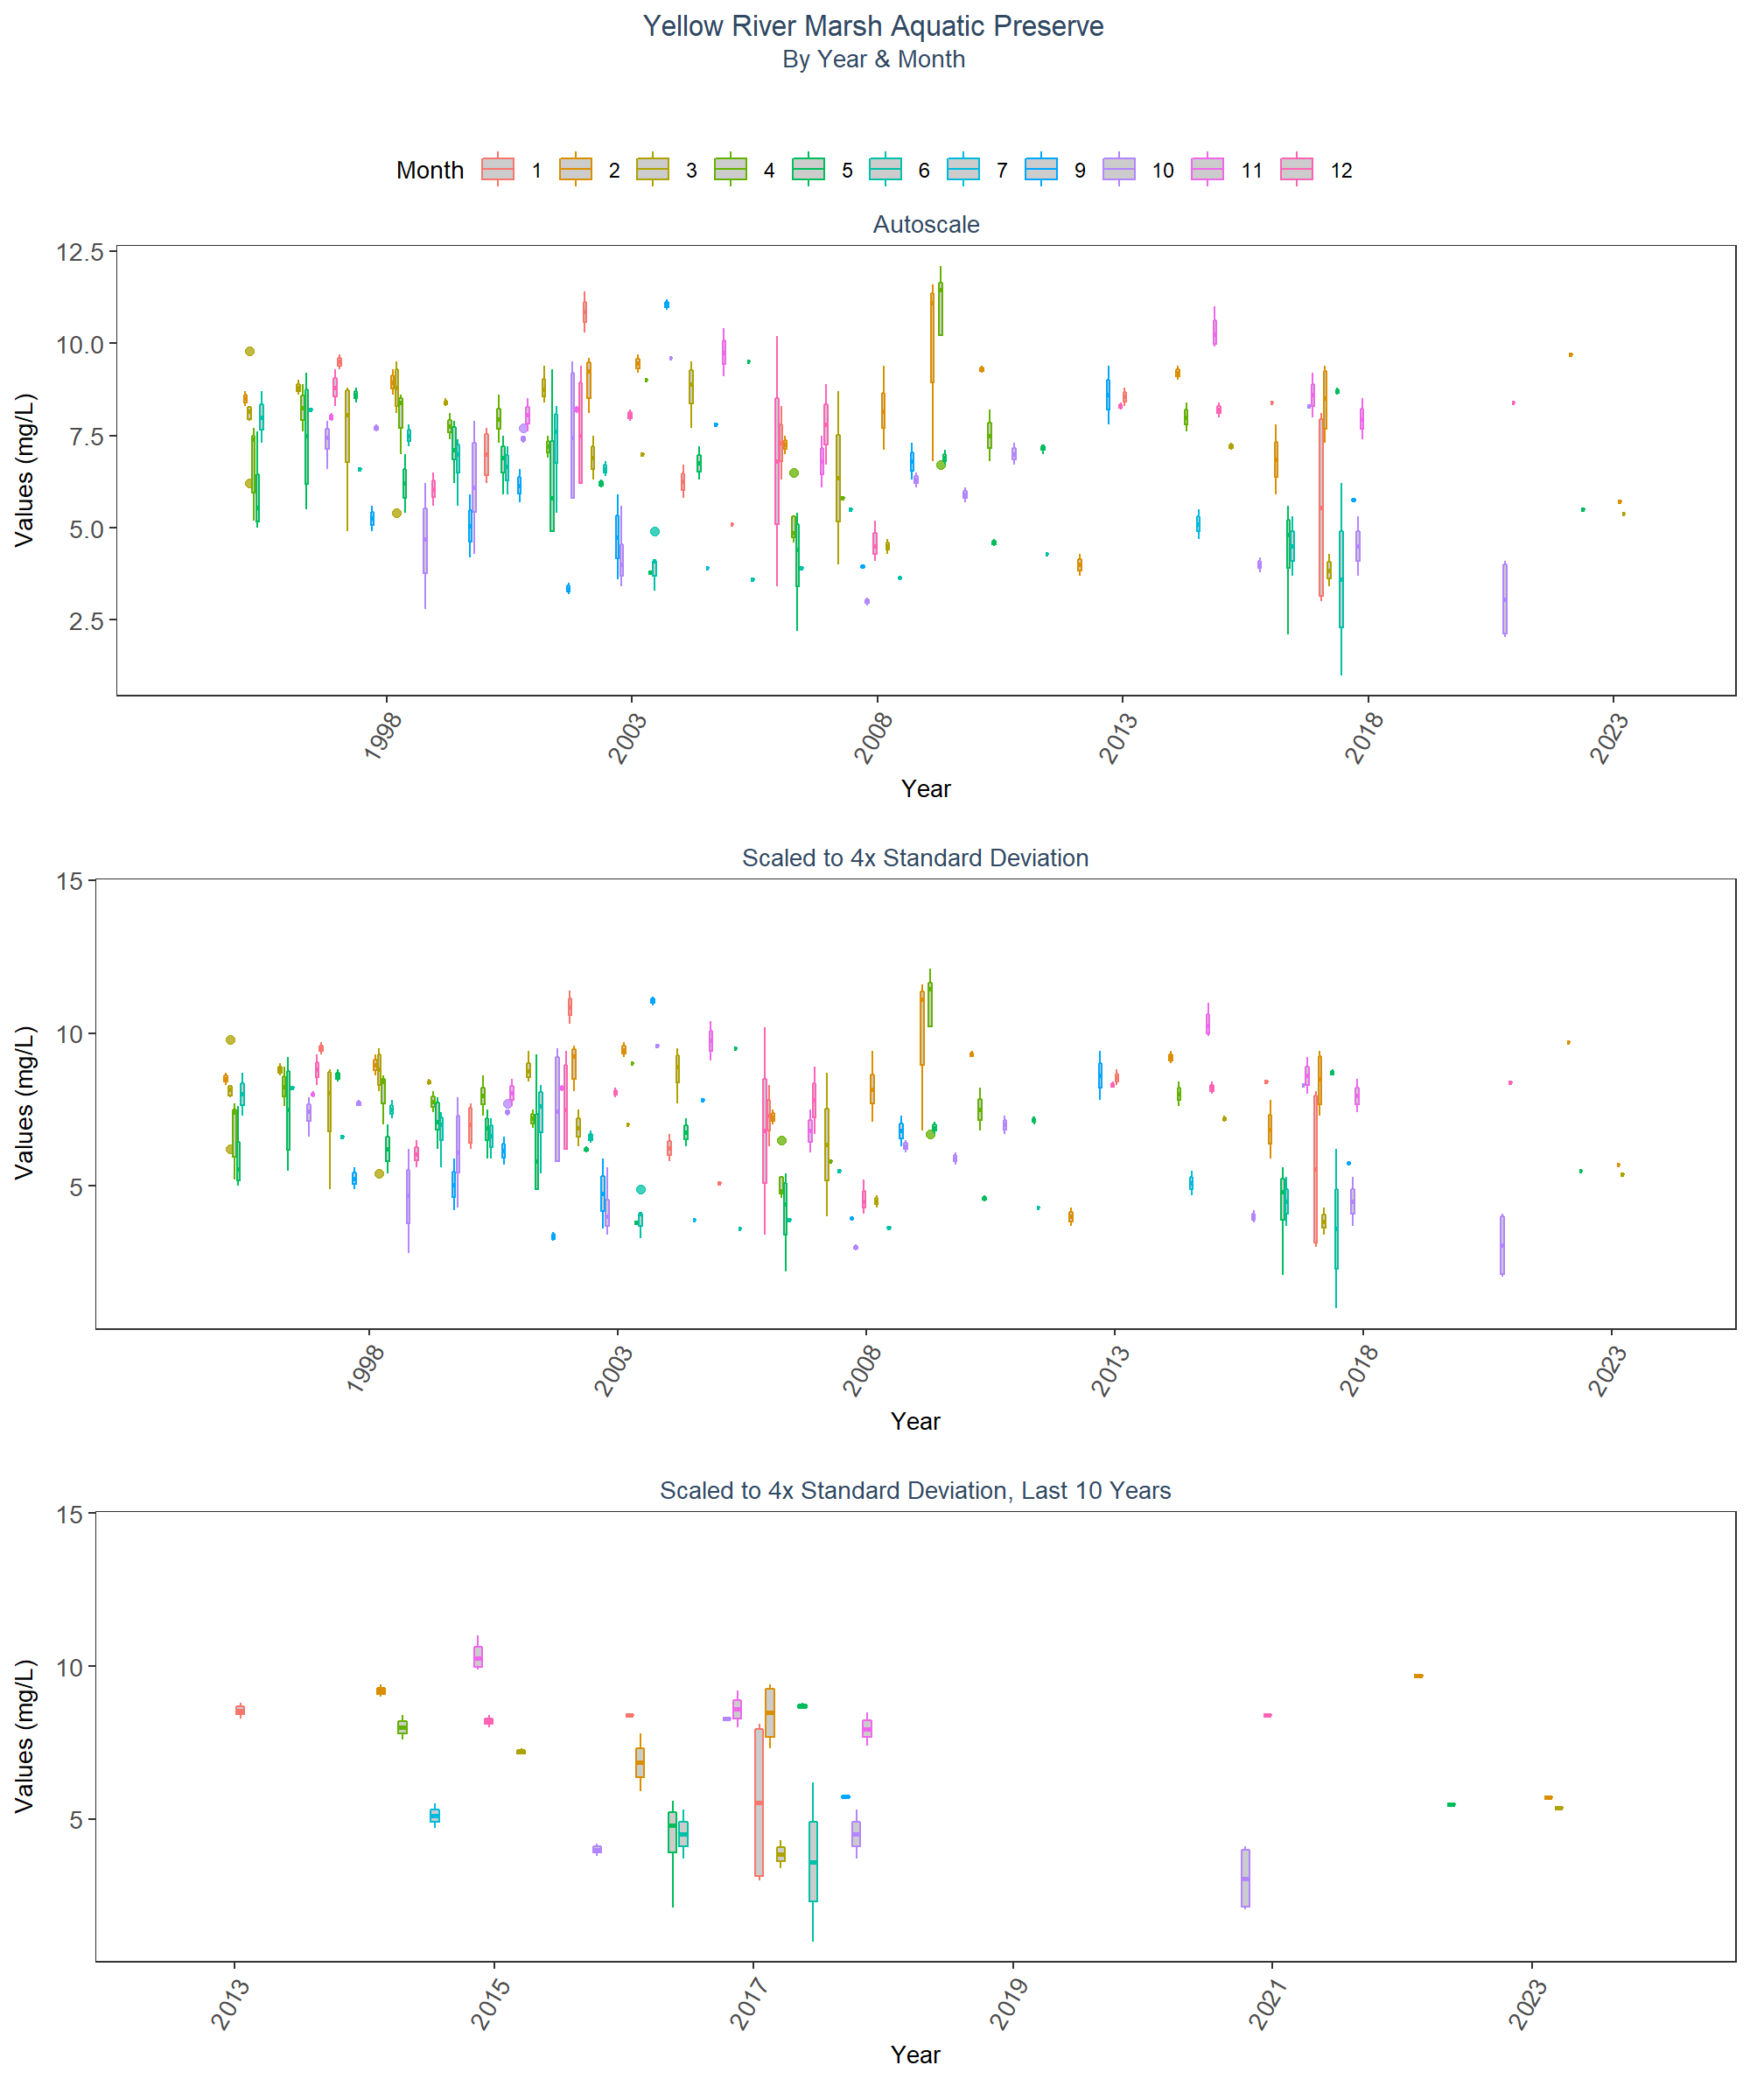 Yellow River Marsh Aquatic Preserve
By Year & Month
Month 1 2 3 4 5 6 7 9 10 11 12
Autoscale
Values (mg/L)
12.5
10.0
7.5
5.0
2.5
1998 2003 2008 2013 2018 2023
Year
Scaled to 4x Standard Deviation
Values (mg/L)
15
10
5
1998 2003 2008 2013 2018 2023
Year
Scaled to 4x Standard Deviation, Last 10 Years
Values (mg/L)
15
10
5
2013 2015 2017 2019 2021 2023
Year